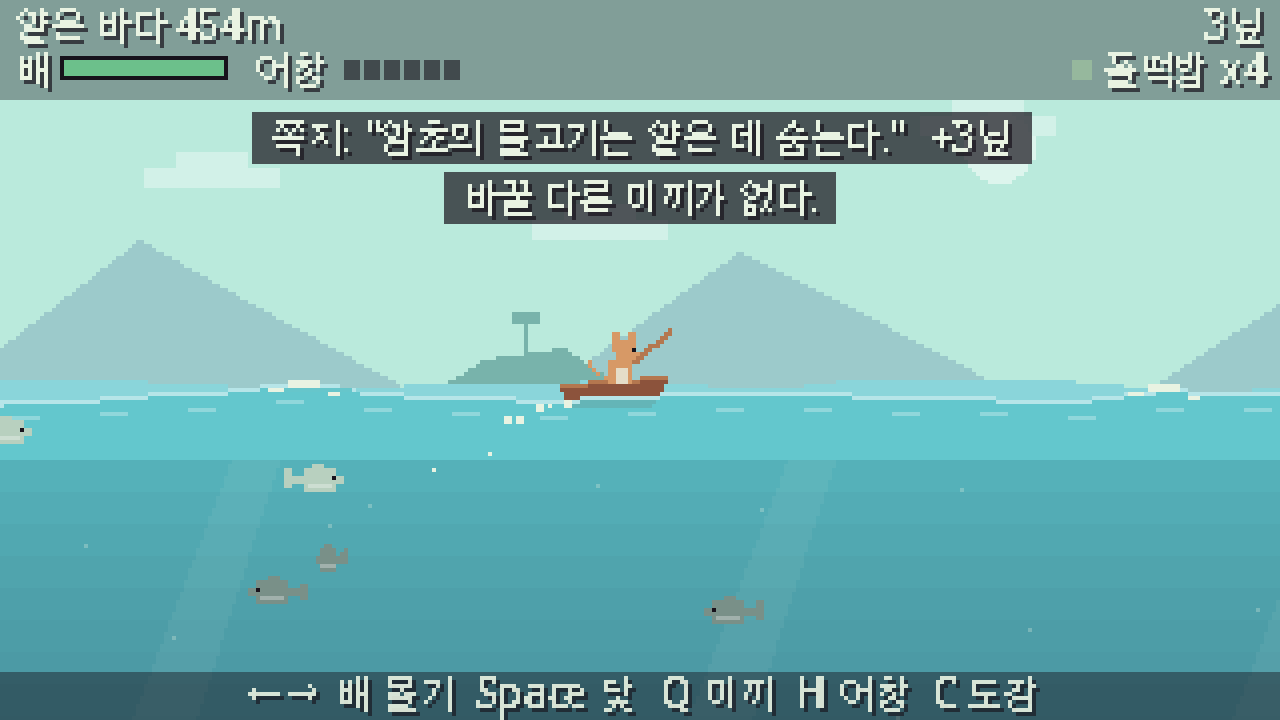 얕은 바다 454m
3닢
배
어창
풀떡밥 x4
쪽지: "암초의 물고기는 얕은 데 숨는다." +3닢
바꿀 다른 미끼가 없다.
←→ 배 몰기 Space 닻 Q 미끼 H 어창 C 도감